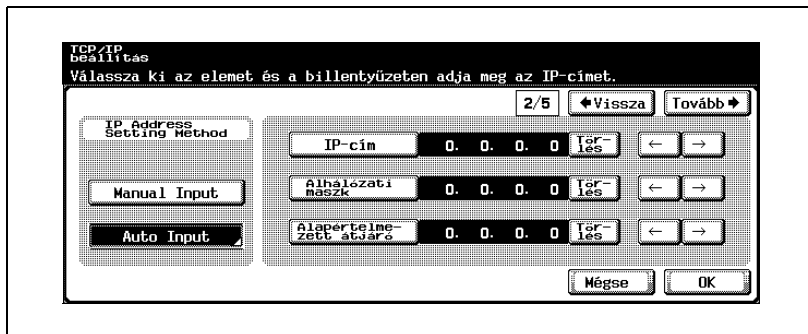 TCP/IP
beállítás
Válassza ki az elemet és a billentyűzeten adja meg az IP-címet.
2/5 Vissza Tovább
IP Address
Setting Method
IP-cím 0. 0. 0. 0 Tör-
lés ← →
Manual Input
Alhálózati
maszk 0. 0. 0. 0 Tör-
lés ← →
Auto Input
Alapértelme-
zett átjáró 0. 0. 0. 0 Tör-
lés ← →
Mégse OK